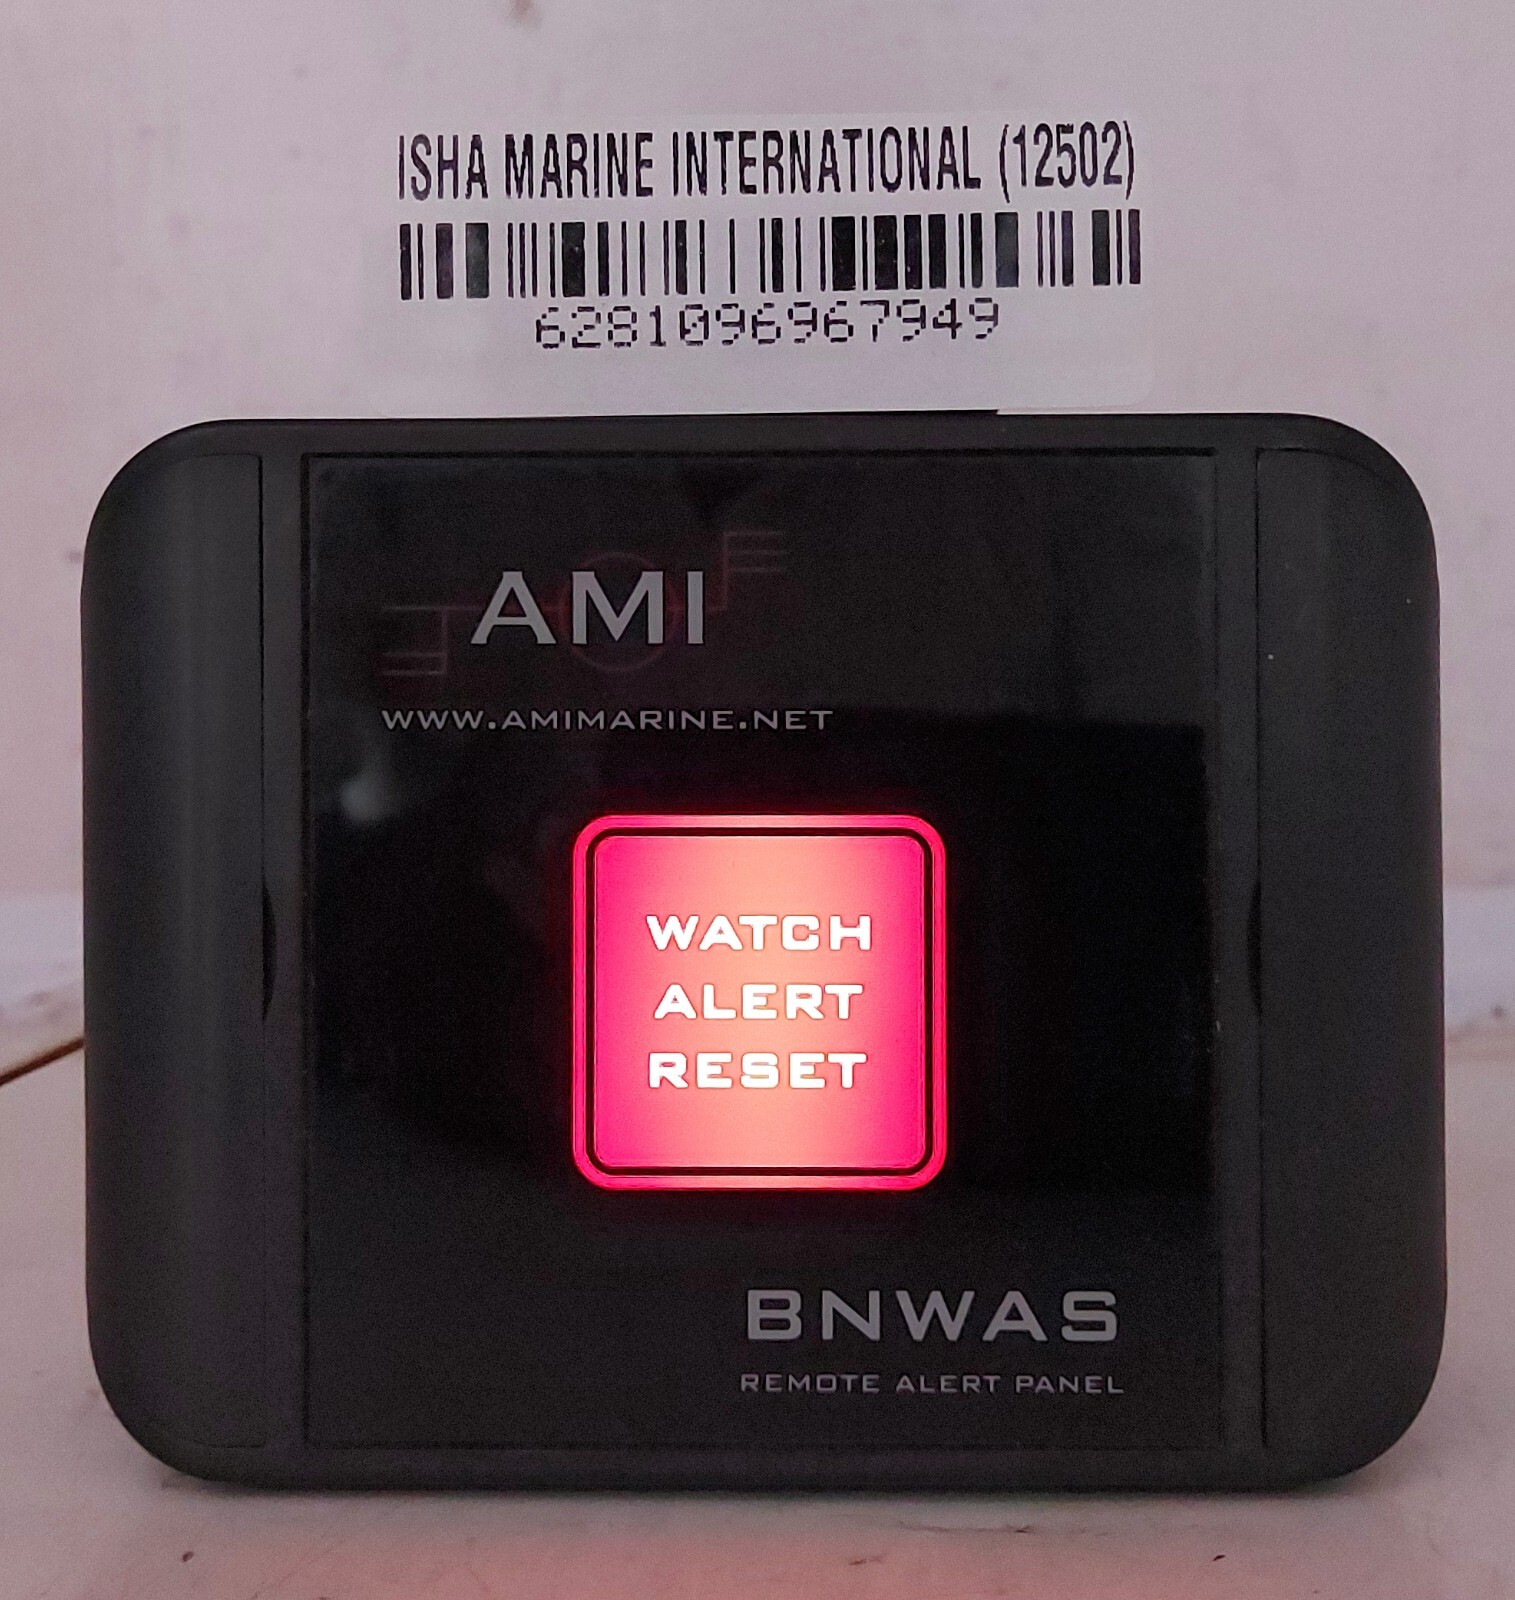 ISHA MARINE INTERNATIONAL (12502)
6281096967949
AMI
WWW.AMIMARINE.NET
WATCH
ALERT
RESET
BNWAS
REMOTE ALERT PANEL